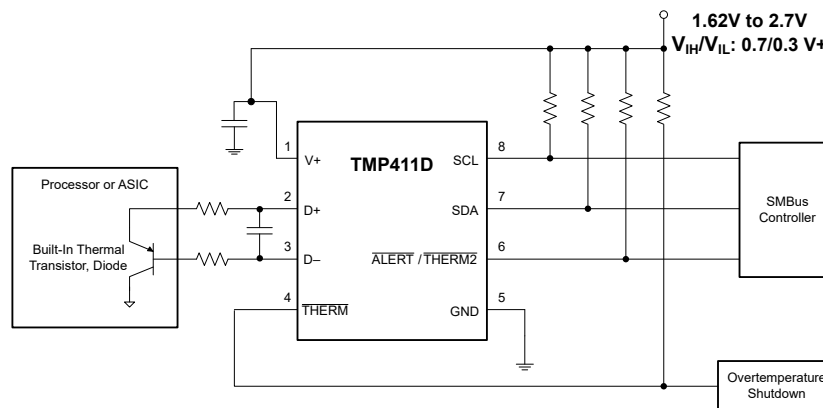 1.62V to 2.7V
VIH/VIL: 0.7/0.3 V+
1
V+
TMP411D
SCL
8
Processor or ASIC
2
D+
SDA
7
SMBus
Controller
Built-In Thermal
Transistor, Diode
3
D–
ALERT / THERM2
6
4
THERM
GND
5
Overtemperature
Shutdown